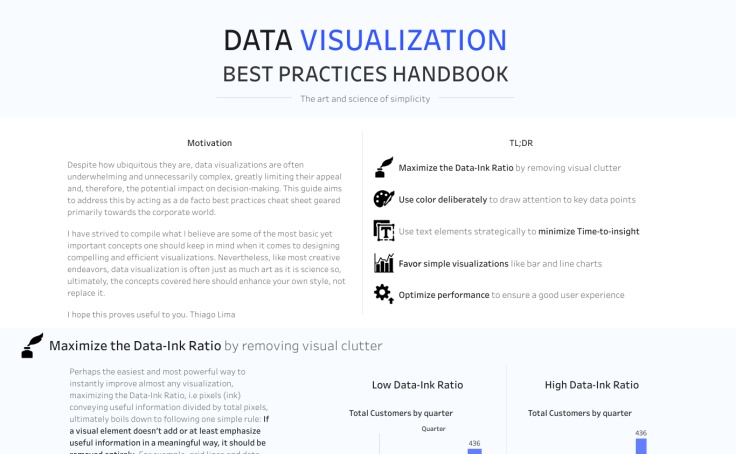 DATA VISUALIZATION
BEST PRACTICES HANDBOOK
The art and science of simplicity
Motivation
Despite how ubiquitous they are, data visualizations are often
underwhelming and unnecessarily complex, greatly limiting their appeal
and, therefore, the potential impact on decision-making. This guide aims
to address this by acting as a de facto best practices cheat sheet geared
primarily towards the corporate world.
I have strived to compile what I believe are some of the most basic yet
important concepts one should keep in mind when it comes to designing
compelling and efficient visualizations. Nevertheless, like most creative
endeavors, data visualization is often just as much art as it is science so,
ultimately, the concepts covered here should enhance your own style, not
replace it.
I hope this proves useful to you. Thiago Lima
TL;DR
Maximize the Data-Ink Ratio by removing visual clutter
Use color deliberately to draw attention to key data points
T
Use text elements strategically to minimize Time-to-insight
Favor simple visualizations like bar and line charts
Optimize performance to ensure a good user experience
Maximize the Data-Ink Ratio by removing visual clutter
Perhaps the easiest and most powerful way to
instantly improve almost any visualization,
maximizing the Data-Ink Ratio, i.e pixels (ink)
conveying useful information divided by total pixels,
ultimately boils down to following one simple rule: If
a visual element doesn't add or at least emphasize
useful information in a meaningful way, it should be
removed entirely. For example, grid lines and data
Low Data-Ink Ratio
Total Customers by quarter
Quarter
436
High Data-Ink Ratio
Total Customers by quarter
436